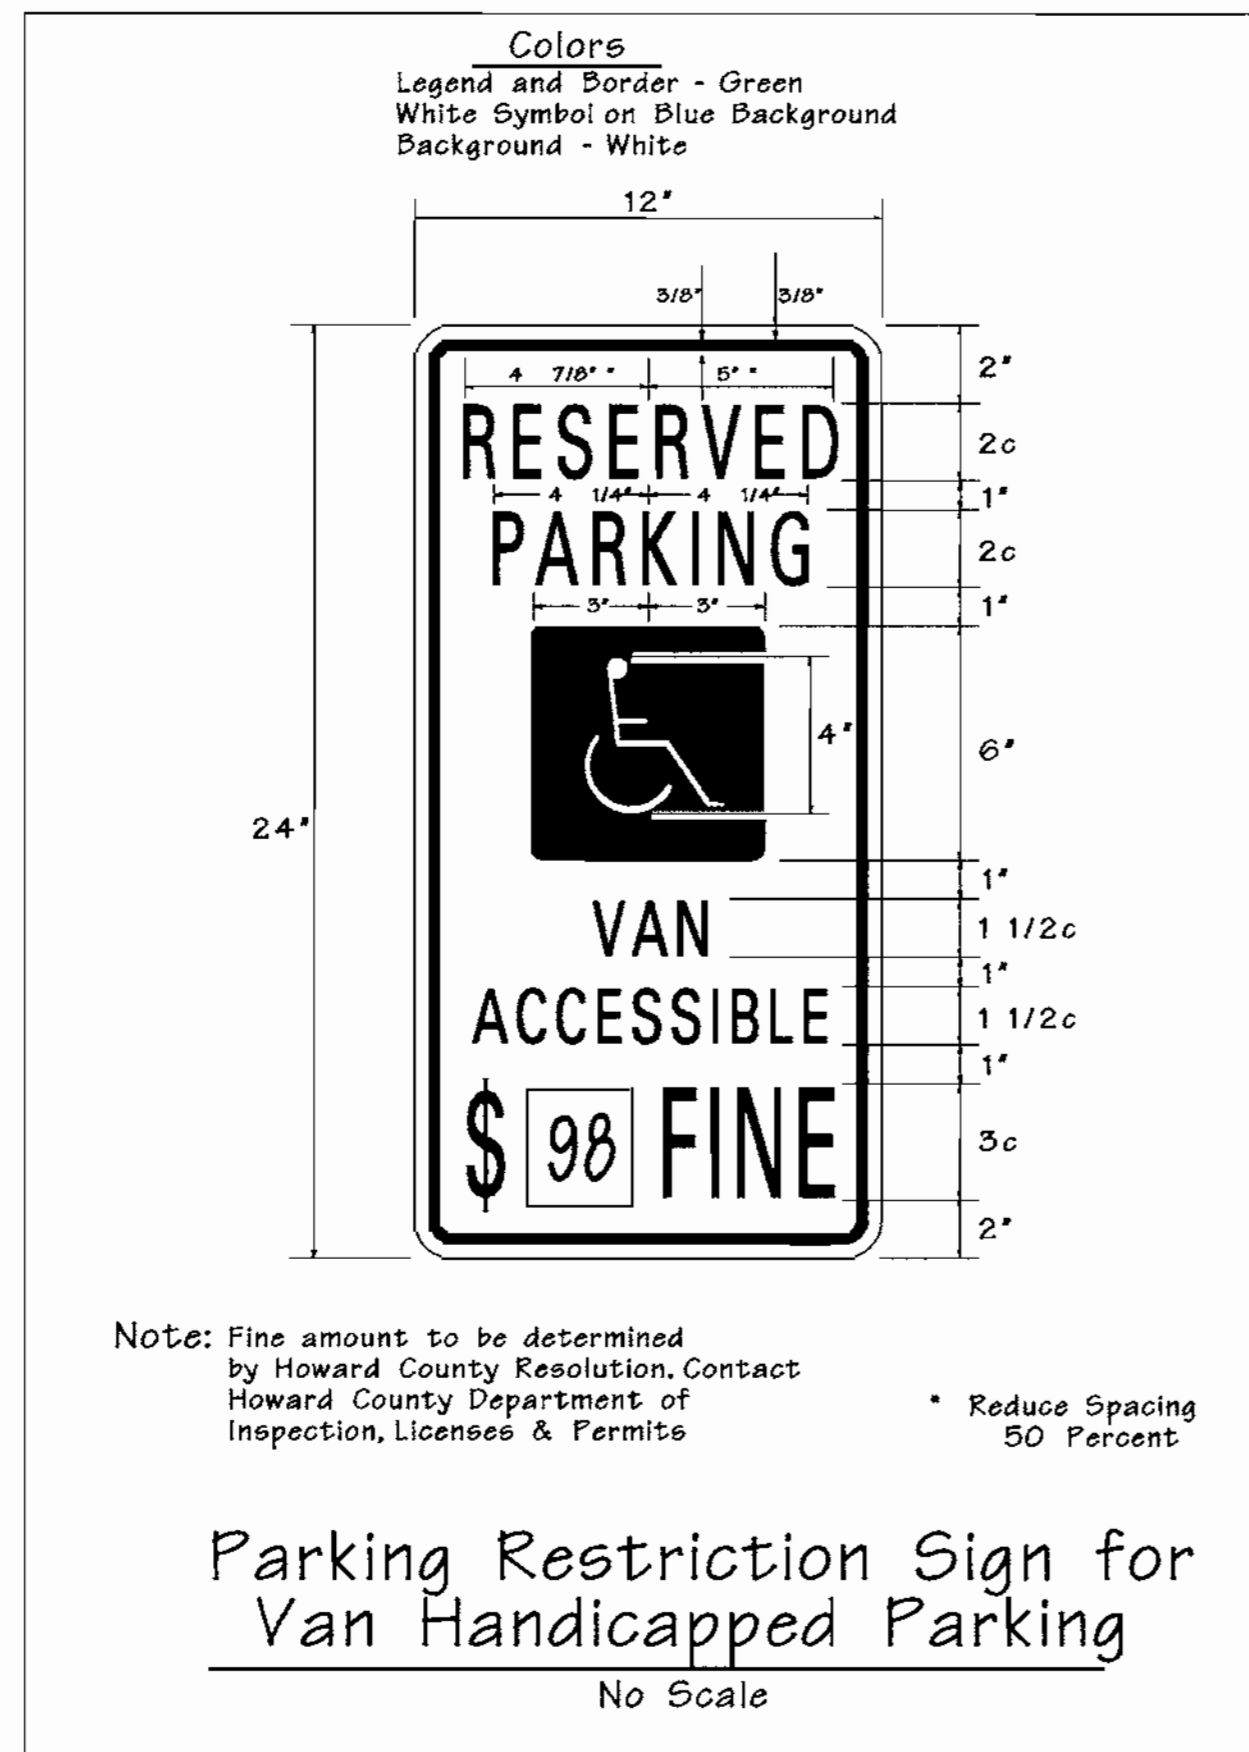 Colors
Legend and Border - Green
White Symbol on Blue Background
Background - White
12"
3/8" 3/8"
2"
4 7/8" * 5" *
RESERVED
2c
4 1/4" 4 1/4"
1"
PARKING
2c
3" 3"
1"
4"
6"
24"
1"
VAN
1 1/2c
1"
ACCESSIBLE
1 1/2c
1"
$ 98 FINE
3c
2"
Note: Fine amount to be determined
by Howard County Resolution. Contact
Howard County Department of
Inspection, Licenses & Permits
* Reduce Spacing
50 Percent
Parking Restriction Sign for
Van Handicapped Parking
No Scale